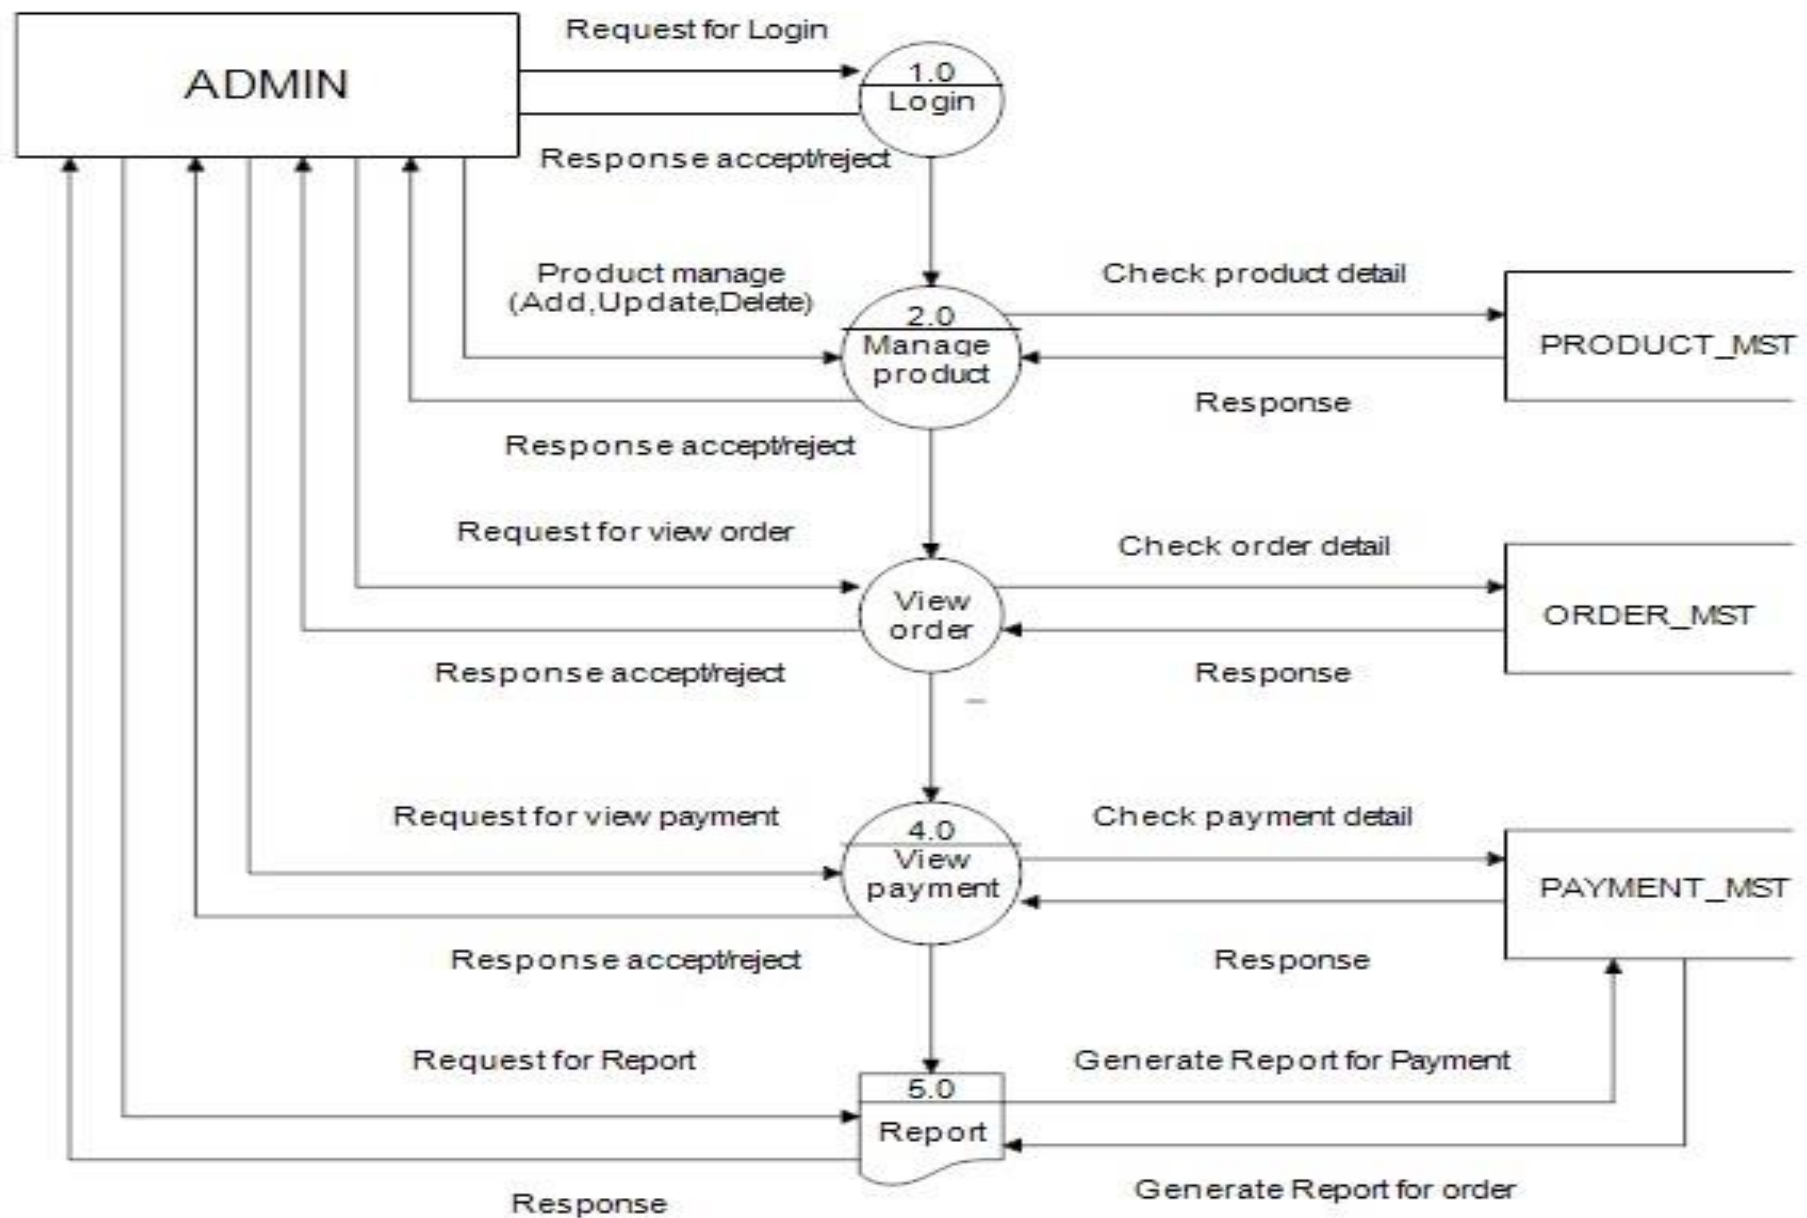 Request for Login
ADMIN
1.0
Login
Response accept/reject
Product manage
(Add,Update,Delete)
Check product detail
2.0
Manage
product
PRODUCT_MST
Response
Response accept/reject
Request for view order
Check order detail
View
order
ORDER_MST
Response accept/reject
Response
Request for view payment
Check payment detail
4.0
View
payment
PAYMENT_MST
Response accept/reject
Response
Request for Report
Generate Report for Payment
5.0
Report
Generate Report for order
Response